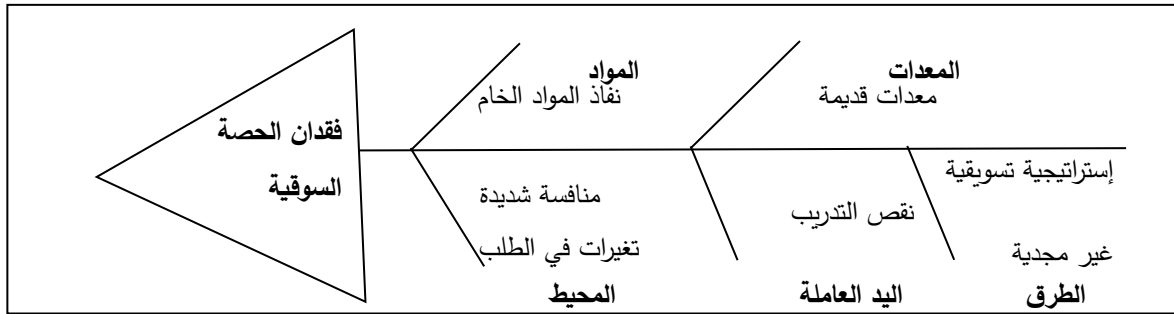 المعدات
معدات قديمة
المواد
نفاذ المواد الخام
فقدان الحصة
السوقية
إستراتيجية تسويقية
غير مجدية
الطرق
نقص التدريب
اليد العاملة
منافسة شديدة
تغيرات في الطلب
المحيط